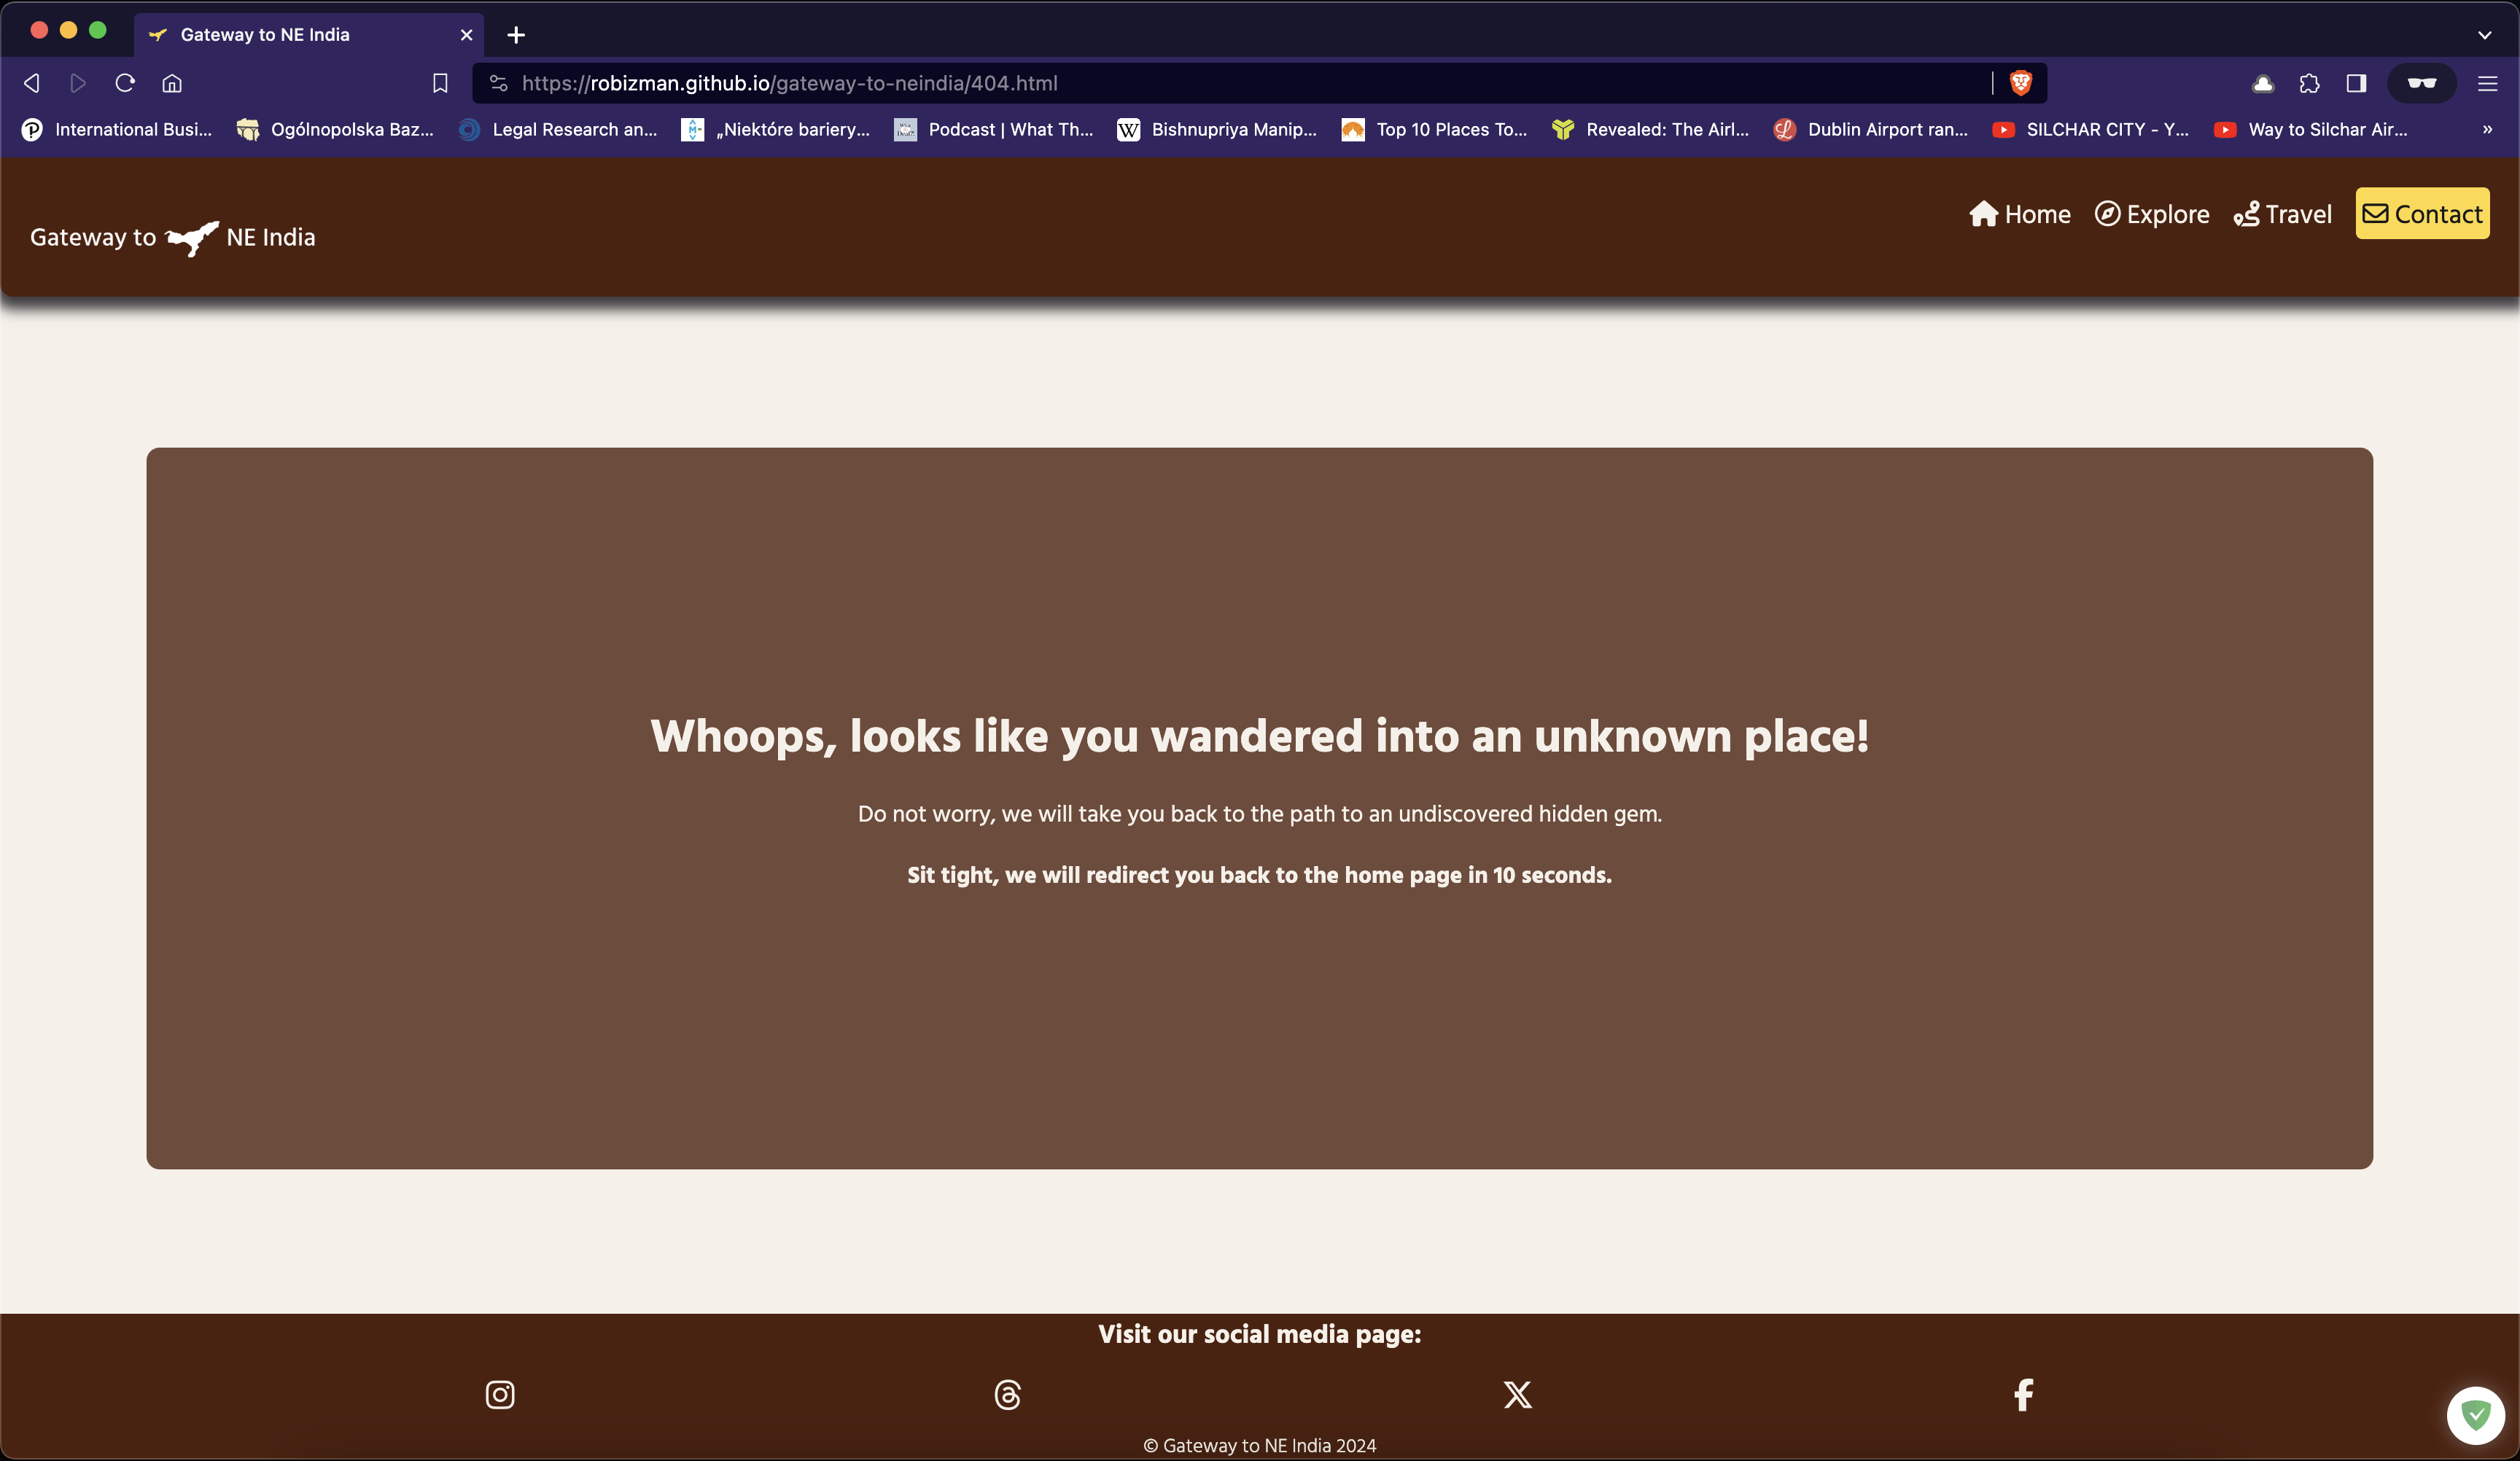 Gateway to NE India
https://robizman.github.io/gateway-to-neindia/404.html
International Busi...
Ogólnopolska Baz...
Legal Research an...
„Niektóre bariery...
Podcast | What Th...
Bishnupriya Manip...
Top 10 Places To...
Revealed: The Airl...
Dublin Airport ran...
SILCHAR CITY - Y...
Way to Silchar Air...
»
Gateway to NE India
Home
Explore
Travel
Contact
Whoops, looks like you wandered into an unknown place!
Do not worry, we will take you back to the path to an undiscovered hidden gem.
Sit tight, we will redirect you back to the home page in 10 seconds.
Visit our social media page:
© Gateway to NE India 2024